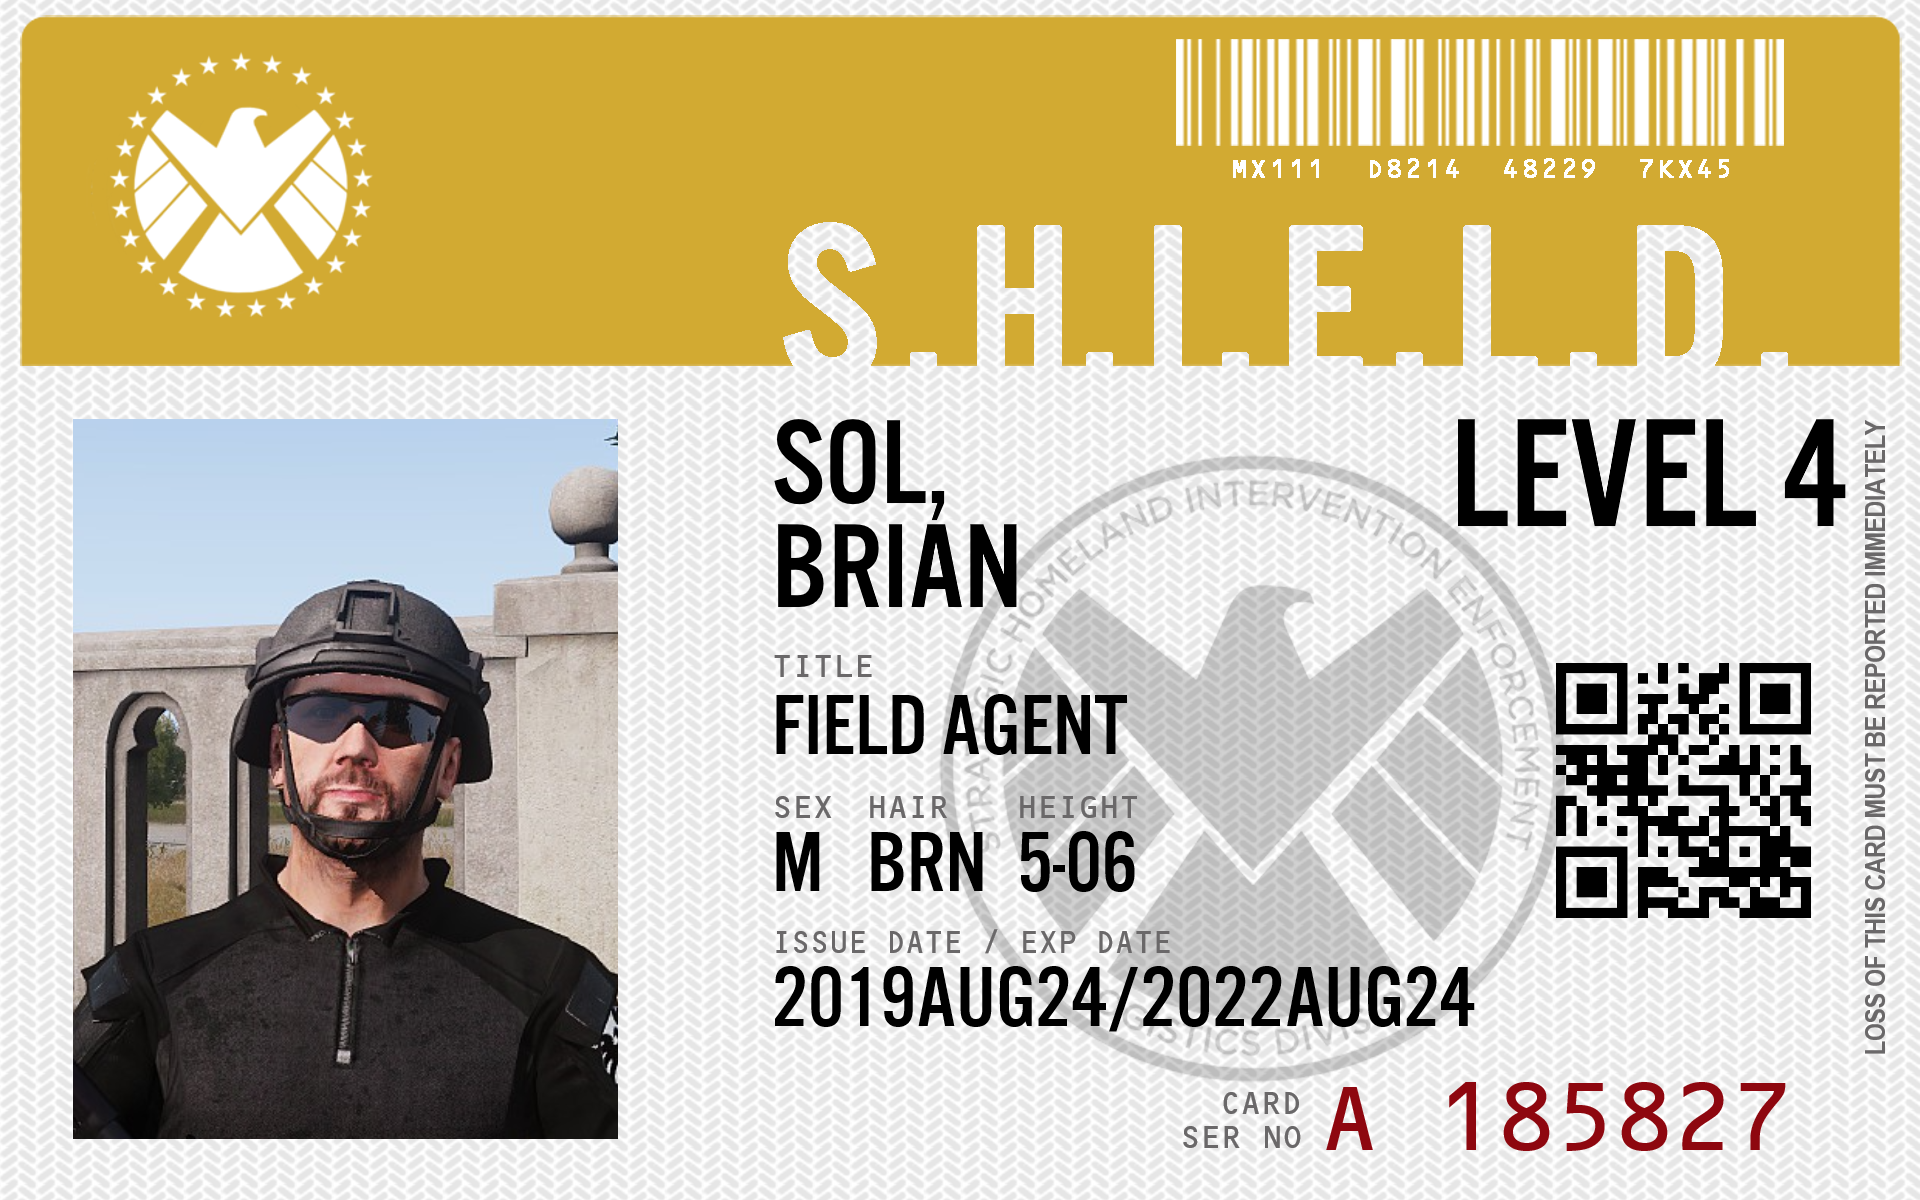 MX111 D8214 48229 7KX45
S.H.I.E.L.D.
SOL,
BRIAN
LEVEL 4
TITLE
FIELD AGENT
SEX HAIR HEIGHT
M BRN 5-06
ISSUE DATE / EXP DATE
2019AUG24/2022AUG24
CARD
SER NO
A 185827
LOSS OF THIS CARD MUST BE REPORTED IMMEDIATELY
STRATEGIC HOMELAND INTERVENTION ENFORCEMENT
LOGISTICS DIVISION